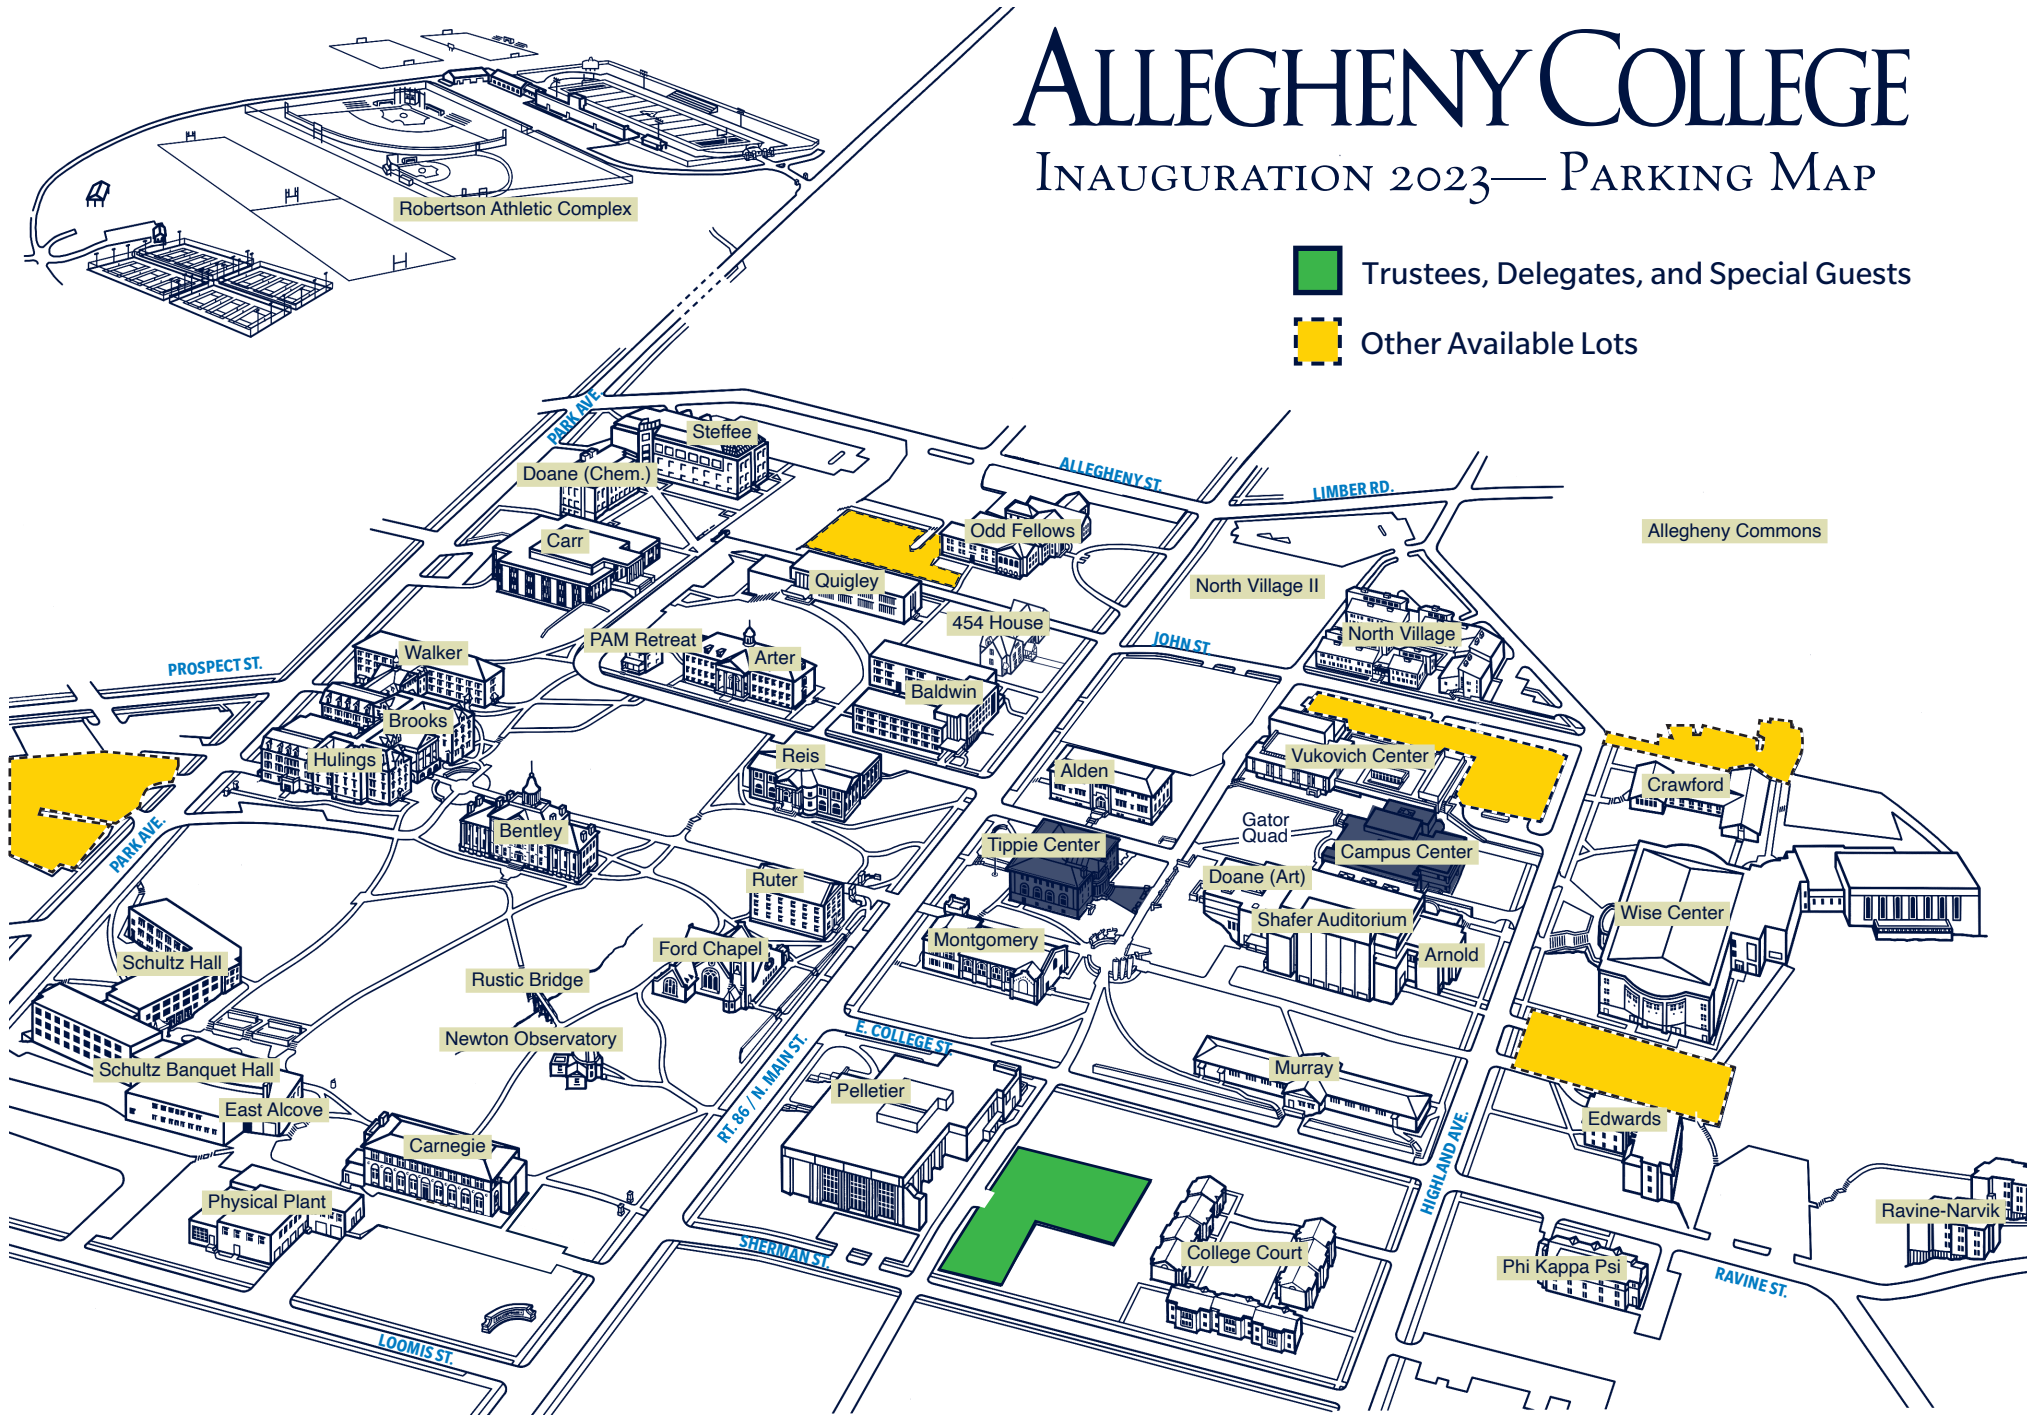 ALLEGHENY COLLEGE
INAUGURATION 2023— PARKING MAP
Robertson Athletic Complex
Trustees, Delegates, and Special Guests
Other Available Lots
PARK AVE.
Steffee
Doane (Chem.)
ALLEGHENY ST.
LIMBER RD.
Odd Fellows
Allegheny Commons
Carr
Quigley
North Village II
454 House
PAM Retreat
Arter
JOHN ST
North Village
Walker
PROSPECT ST.
Baldwin
Brooks
Hulings
Reis
Alden
Vukovich Center
Crawford
Bentley
Tippie Center
Gator
Quad
Campus Center
PARK AVE.
Ruter
Doane (Art)
Shafer Auditorium
Wise Center
Ford Chapel
Montgomery
Arnold
Schultz Hall
Rustic Bridge
Newton Observatory
E. COLLEGE ST.
RT. 86 / N. MAIN ST.
Schultz Banquet Hall
East Alcove
Pelletier
Murray
Edwards
HIGHLAND AVE.
Carnegie
Physical Plant
Ravine-Narvik
SHERMAN ST.
College Court
Phi Kappa Psi
RAVINE ST.
LOOMIS ST.